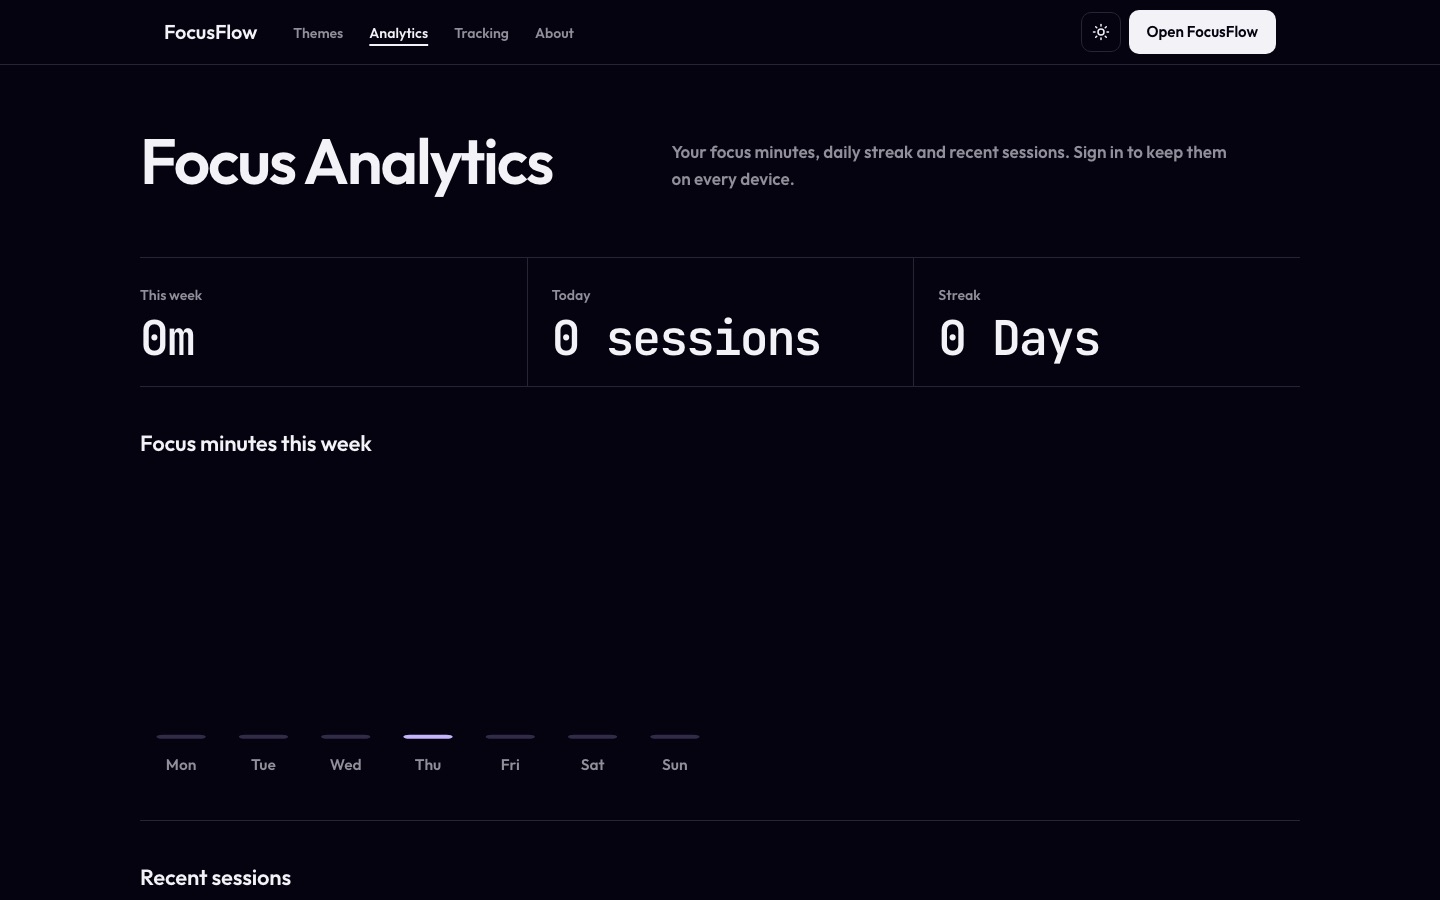 FocusFlow
Themes
Analytics
Tracking
About
Open FocusFlow
Focus Analytics
Your focus minutes, daily streak and recent sessions. Sign in to keep them
on every device.
This week
0m
Today
0 sessions
Streak
0 Days
Focus minutes this week
Mon
Tue
Wed
Thu
Fri
Sat
Sun
Recent sessions